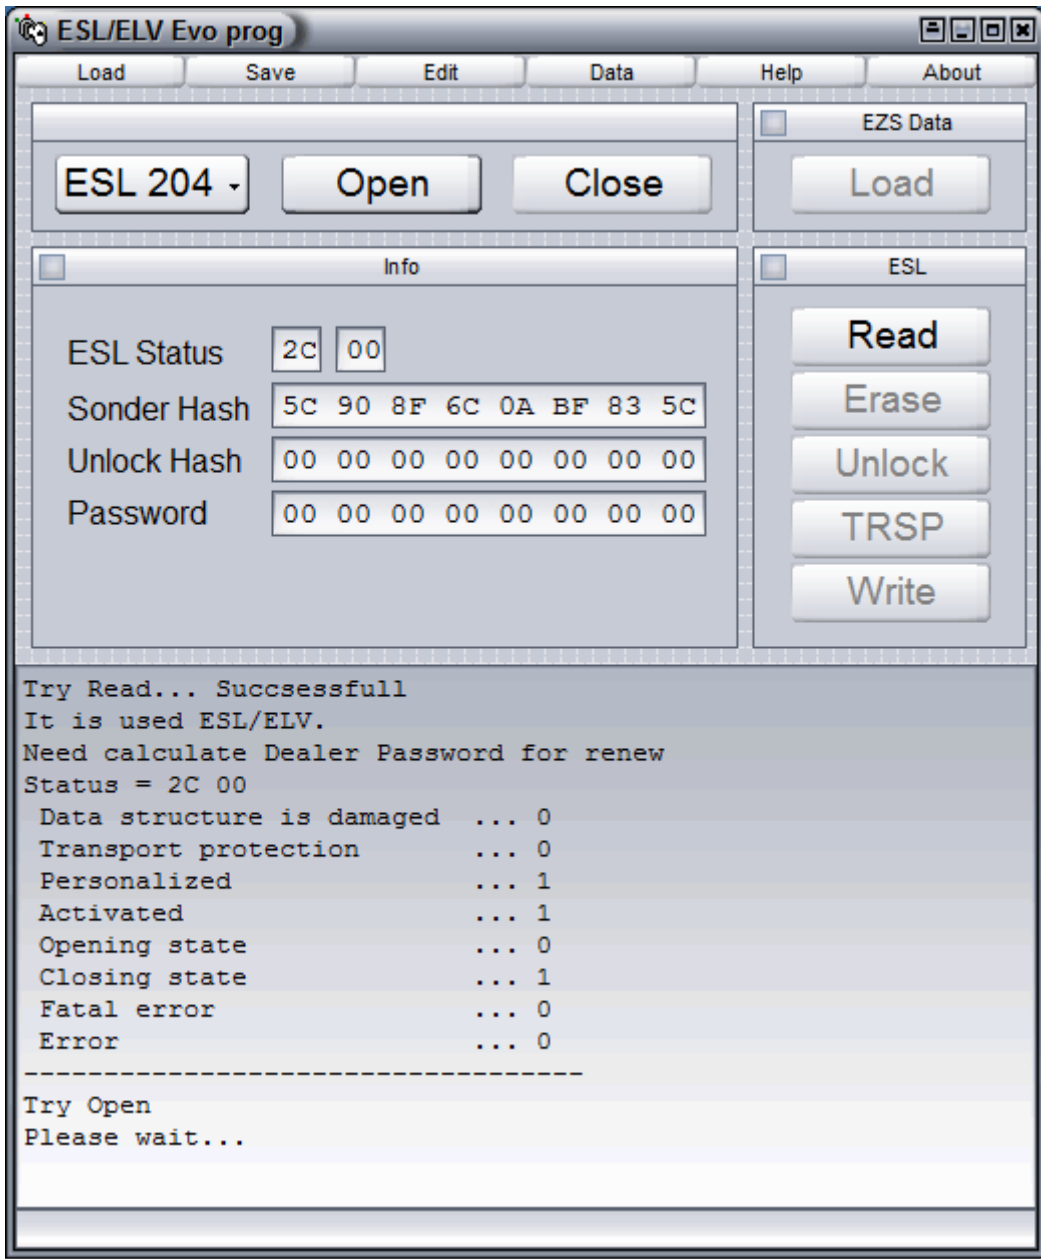 ESL/ELV Evo prog
Load Save Edit Data Help About
EZS Data
ESL 204 Open Close Load
Info ESL
ESL Status 2C 00
Sonder Hash 5C 90 8F 6C 0A BF 83 5C
Unlock Hash 00 00 00 00 00 00 00 00
Password 00 00 00 00 00 00 00 00
Read
Erase
Unlock
TRSP
Write
Try Read... Succsessfull
It is used ESL/ELV.
Need calculate Dealer Password for renew
Status = 2C 00
Data structure is damaged ... 0
Transport protection ... 0
Personalized ... 1
Activated ... 1
Opening state ... 0
Closing state ... 1
Fatal error ... 0
Error ... 0
-----------------------------------
Try Open
Please wait...